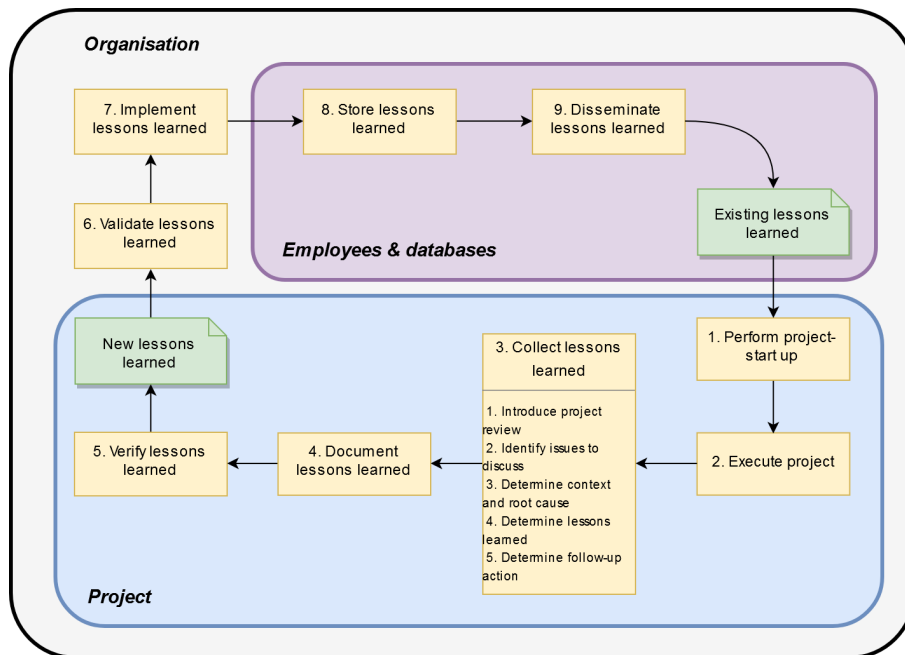 Organisation
7. Implement
lessons learned
8. Store lessons
learned
9. Disseminate
lessons learned
6. Validate lessons
learned
Existing lessons
learned
Employees & databases
New lessons
learned
1. Perform project-
start up
3. Collect lessons
learned
1. Introduce project
review
2. Identify issues to
discuss
3. Determine context
and root cause
4. Determine lessons
learned
5. Determine follow-up
action
5. Verify lessons
learned
4. Document
lessons learned
2. Execute project
Project